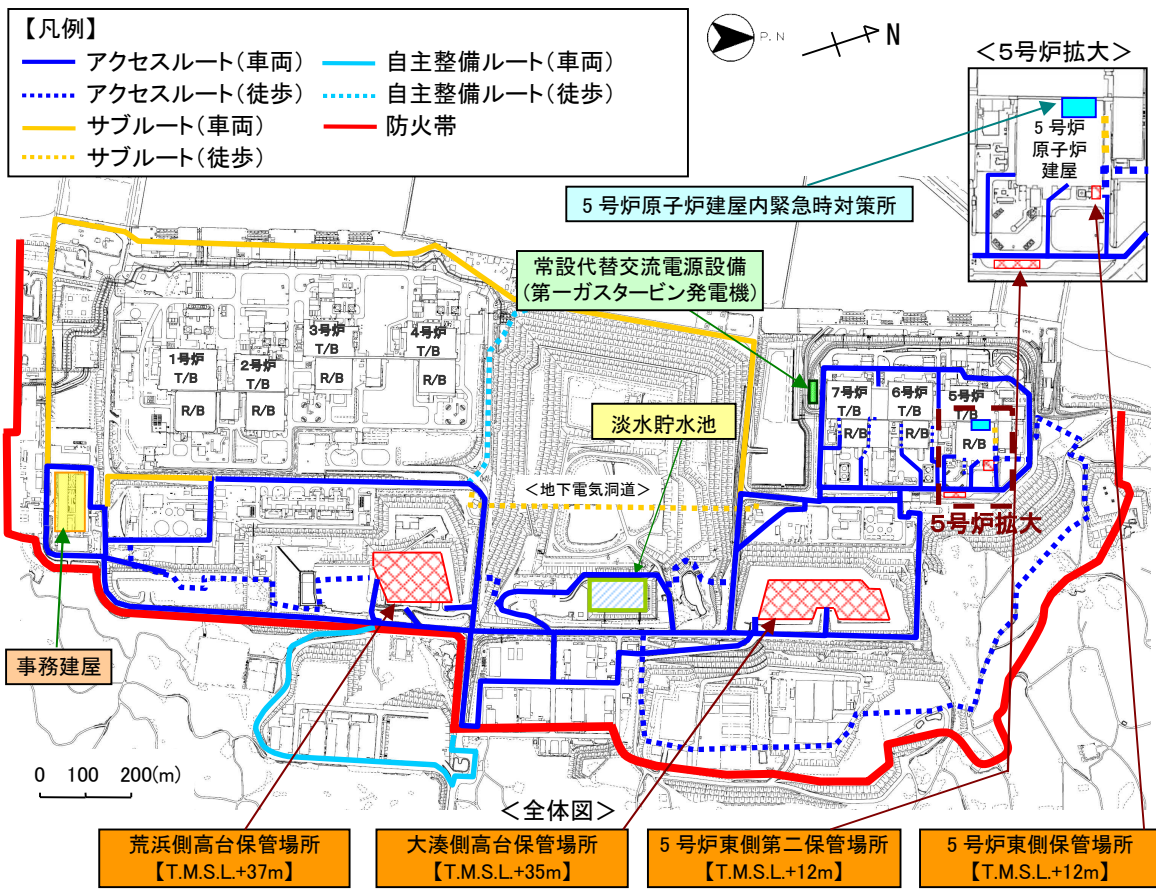 【凡例】
アクセスルート(車両)
自主整備ルート(車両)
アクセスルート(徒歩)
自主整備ルート(徒歩)
サブルート(車両)
防火帯
サブルート(徒歩)
P.N
N
<5号炉拡大>
5 号炉
原子炉
建屋
5 号炉原子炉建屋内緊急時対策所
常設代替交流電源設備
(第一ガスタービン発電機)
1号炉
T/B
R/B
2号炉
T/B
R/B
3号炉
T/B
R/B
4号炉
T/B
R/B
7号炉
T/B
R/B
6号炉
T/B
R/B
5号炉
T/B
R/B
淡水貯水池
<地下電気洞道>
5号炉拡大
事務建屋
0 100 200(m)
<全体図>
荒浜側高台保管場所
【T.M.S.L.+37m】
大湊側高台保管場所
【T.M.S.L.+35m】
5 号炉東側第二保管場所
【T.M.S.L.+12m】
5 号炉東側保管場所
【T.M.S.L.+12m】